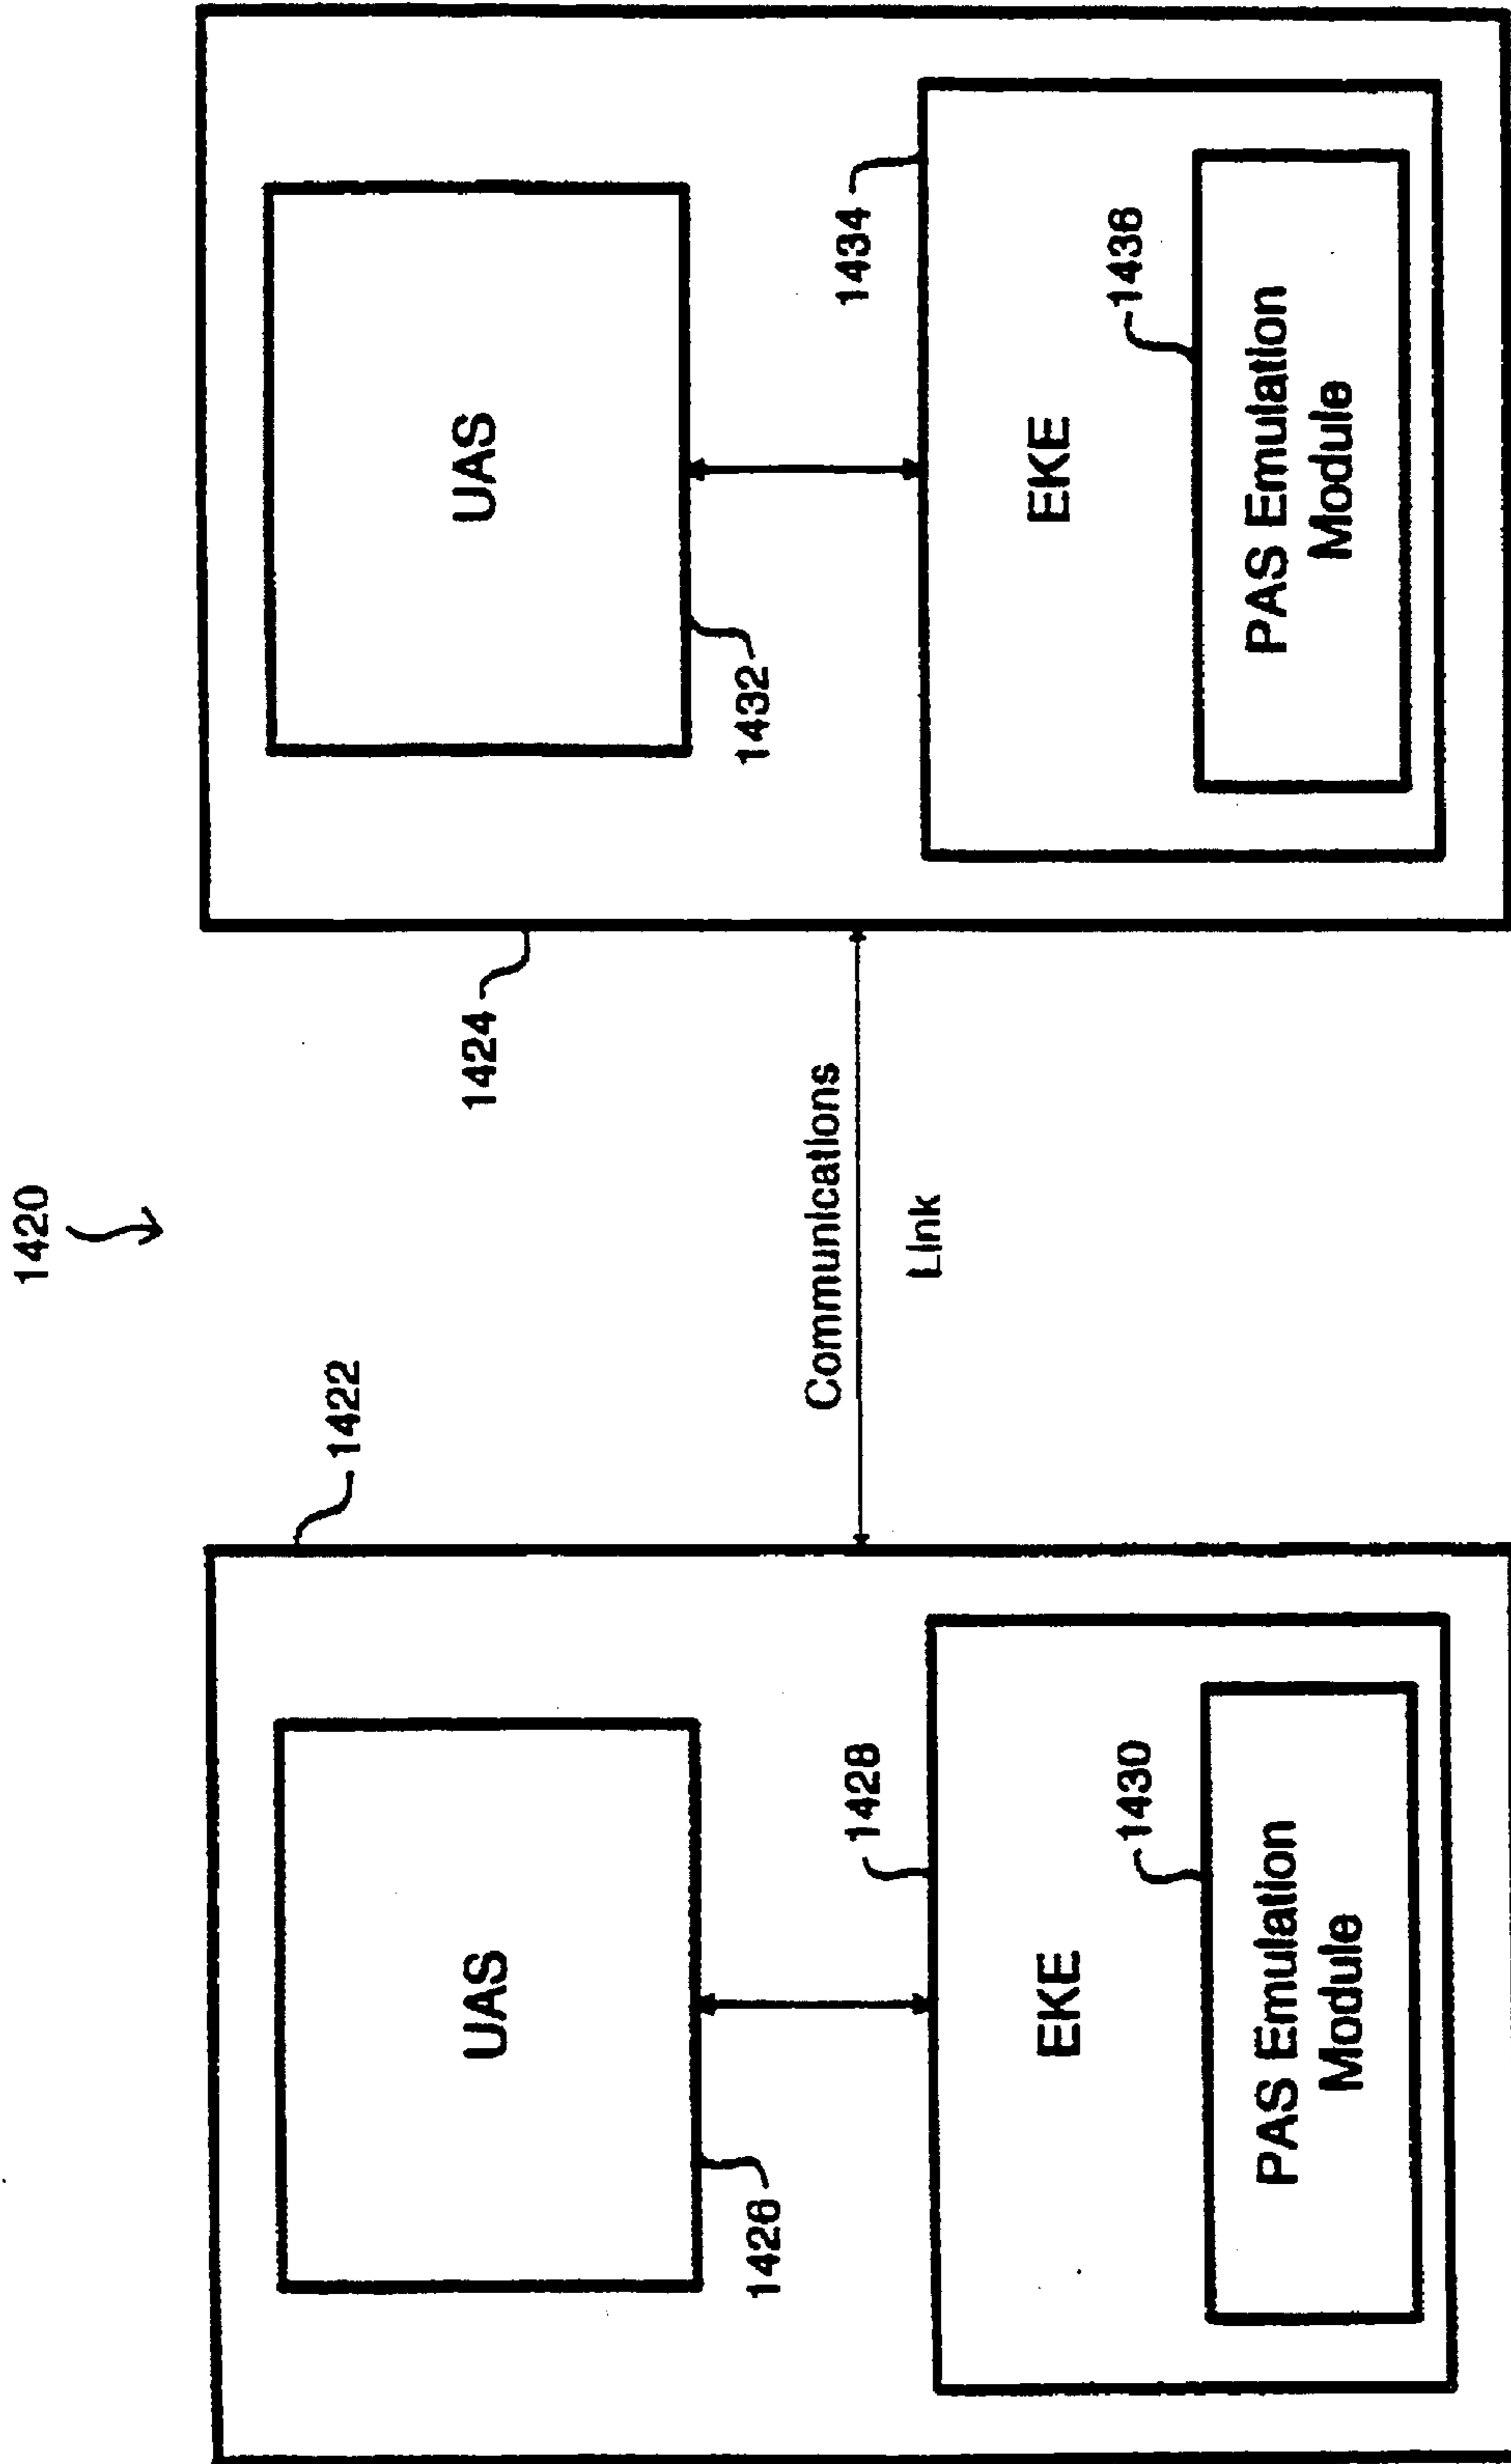 1420
1422
1424
UAS
1426
1428
EKE
1430
PAS Emulation
Module
Communications
Link
UAS
1432
1434
EKE
1436
PAS Emulation
Module